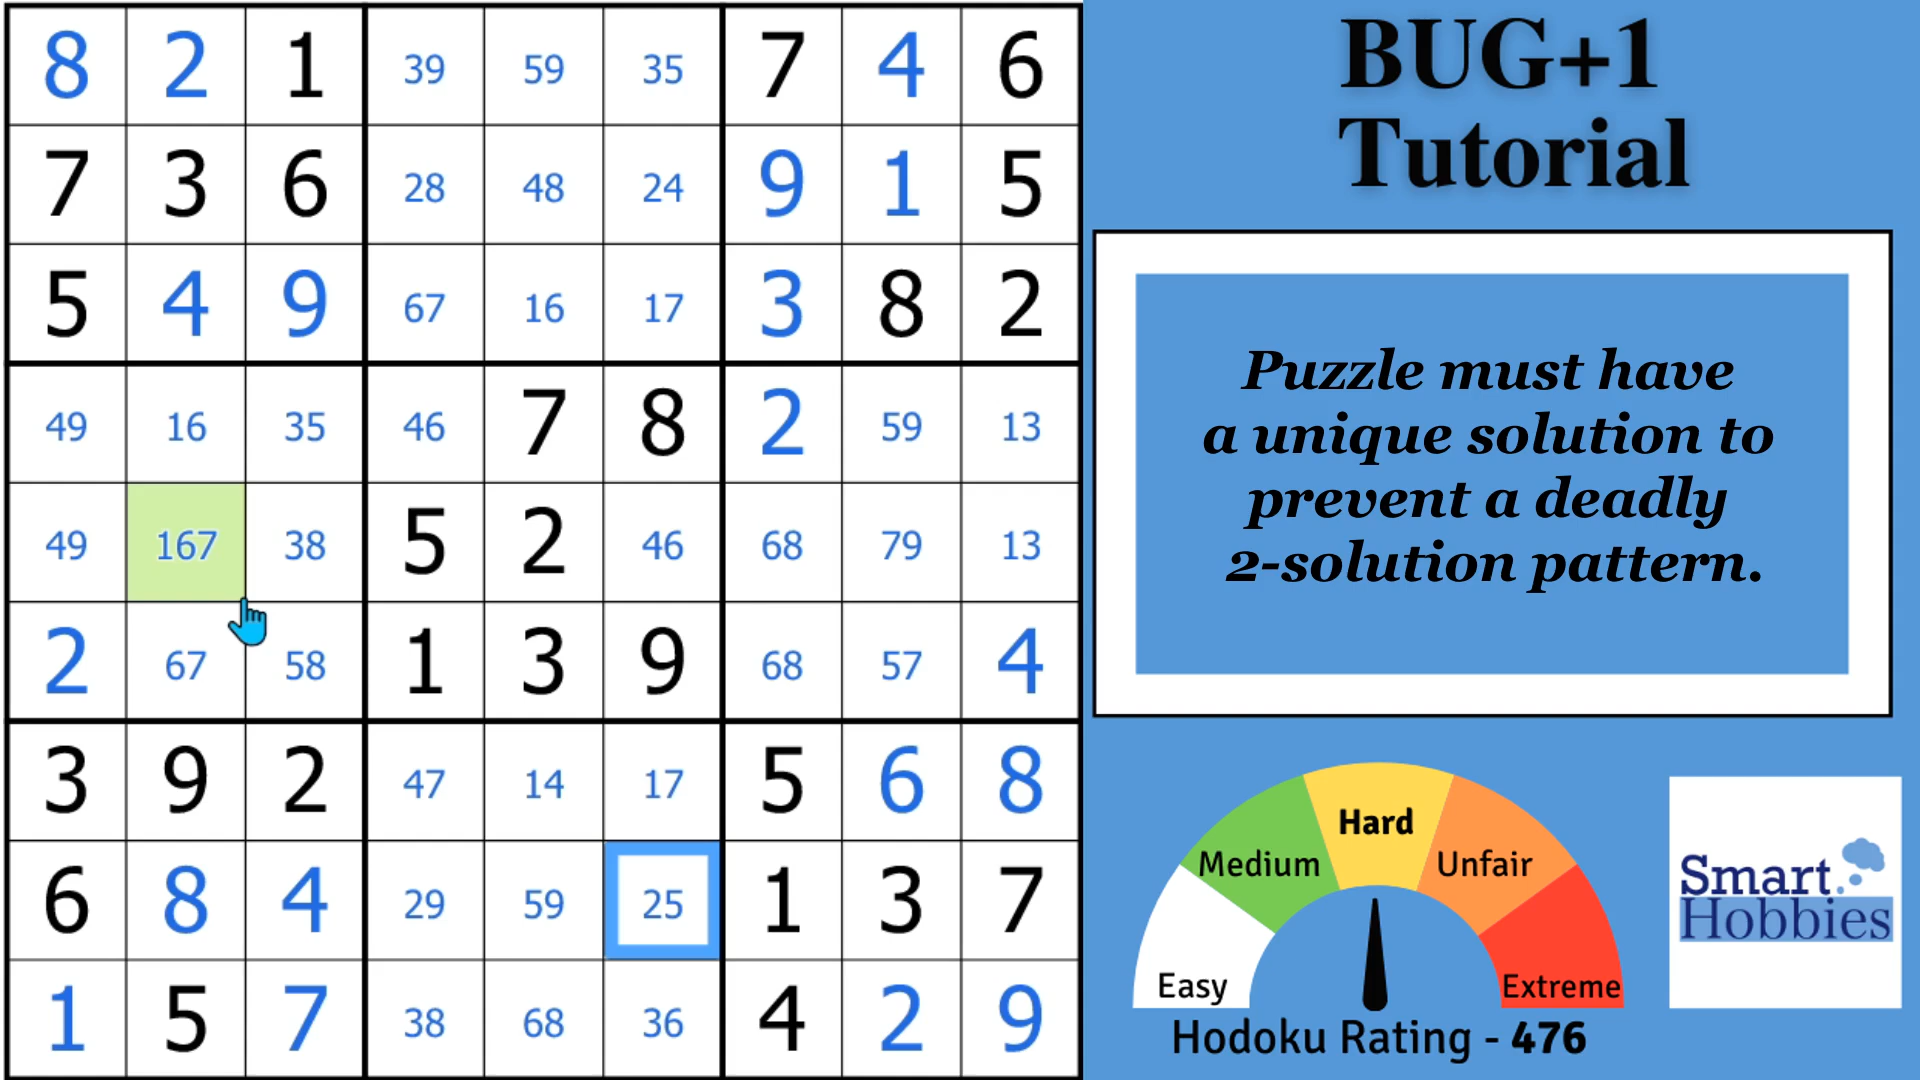 8 2 1 39 59 35 7 4 6
BUG+1
Tutorial
7 3 6 28 48 24 9 1 5
5 4 9 67 16 17 3 8 2
49 16 35 46 7 8 2 59 13
49 167 38 5 2 46 68 79 13
2 67 58 1 3 9 68 57 4
3 9 2 47 14 17 5 6 8
6 8 4 29 59 25 1 3 7
1 5 7 38 68 36 4 2 9
Puzzle must have
a unique solution to
prevent a deadly
2-solution pattern.
Easy
Medium
Hard
Unfair
Extreme
Hodoku Rating - 476
Smart
Hobbies